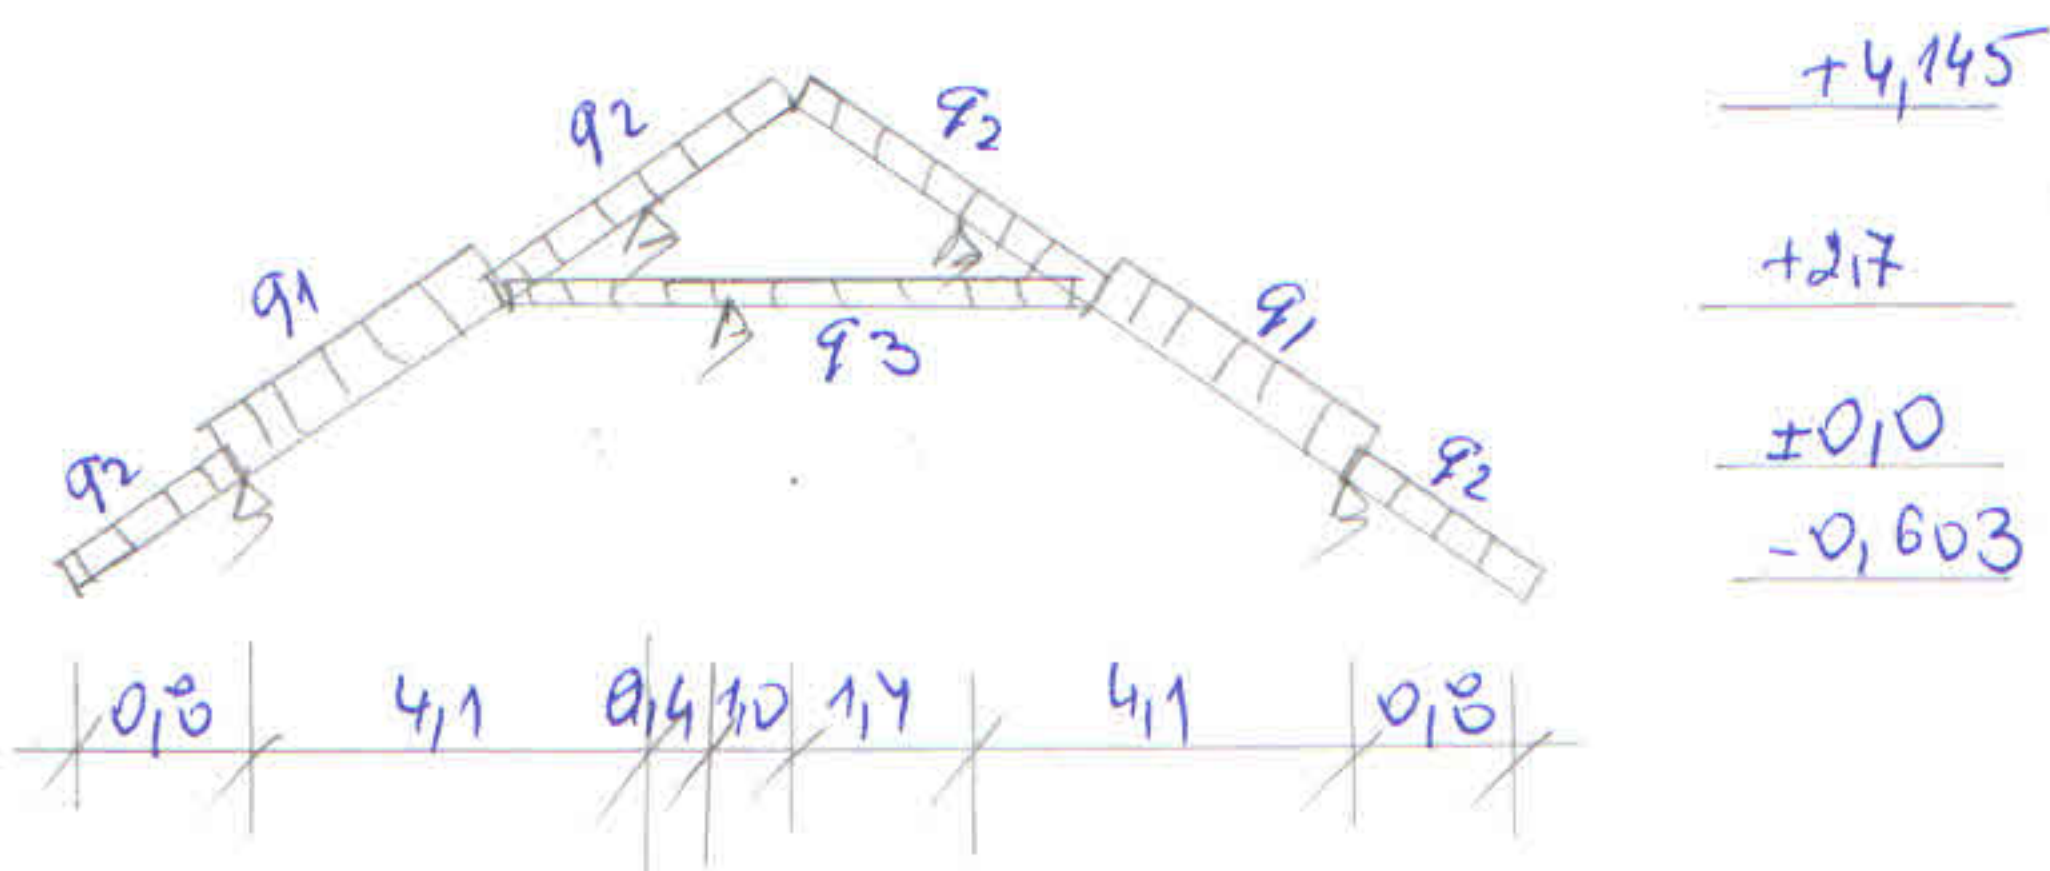 q2 q2 +4,145
q1 +2,7
q3 q1
q2 ±0,0
q2
-0,603
0,8 4,1 0,4 1,0 1,4 4,1 0,8